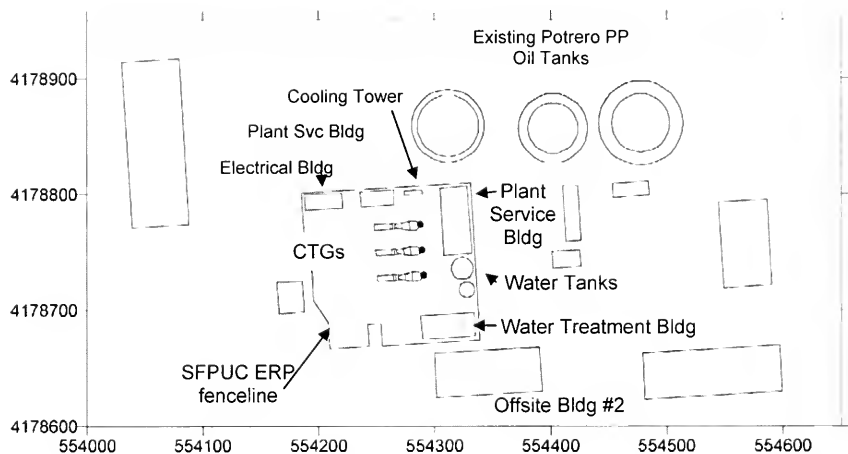 Existing Potrero PP
Oil Tanks
4178900
Cooling Tower
Plant Svc Bldg
Electrical Bldg
4178800
Plant
Service
Bldg
CTGs
Water Tanks
4178700
Water Treatment Bldg
SFPUC ERP
fenceline
Offsite Bldg #2
4178600
554000 554100 554200 554300 554400 554500 554600